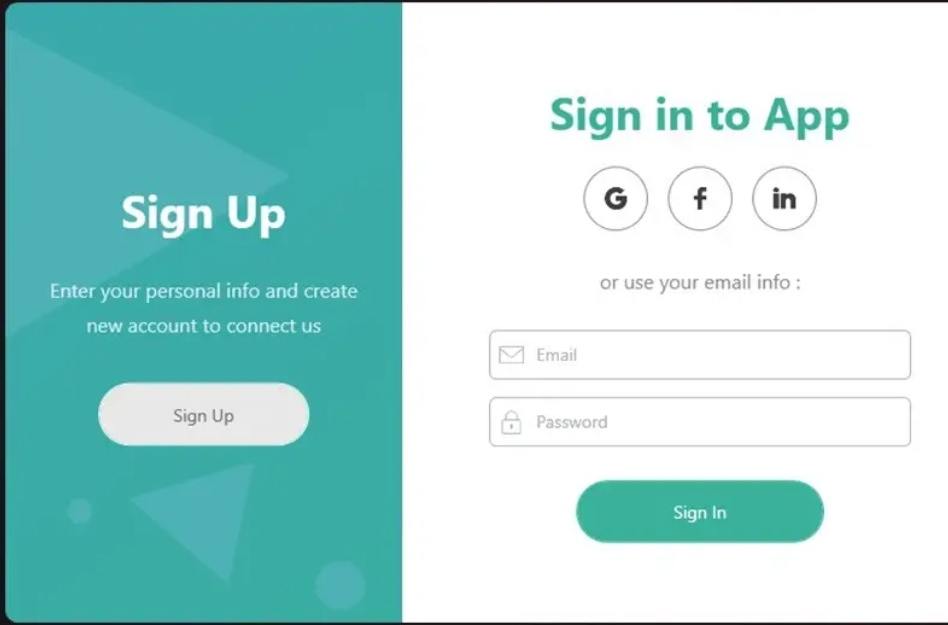 Sign Up
Enter your personal info and create
new account to connect us
Sign Up
Sign in to App
G f in
or use your email info :
Email
Password
Sign In